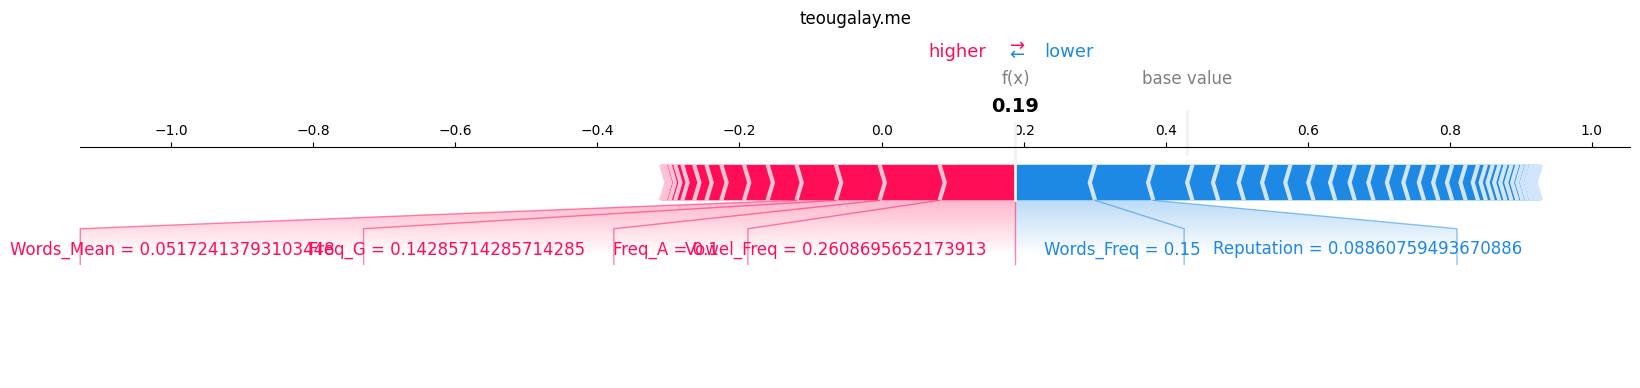 teougalay.me
higher ⇄ lower
f(x) base value
0.19
−1.0 −0.8 −0.6 −0.4 −0.2 0.0 0.2 0.4 0.6 0.8 1.0
Words_Mean = 0.05172413793103448 Freq_G = 0.14285714285714285 Freq_A = 0.1 Vowel_Freq = 0.2608695652173913 Words_Freq = 0.15 Reputation = 0.08860759493670886